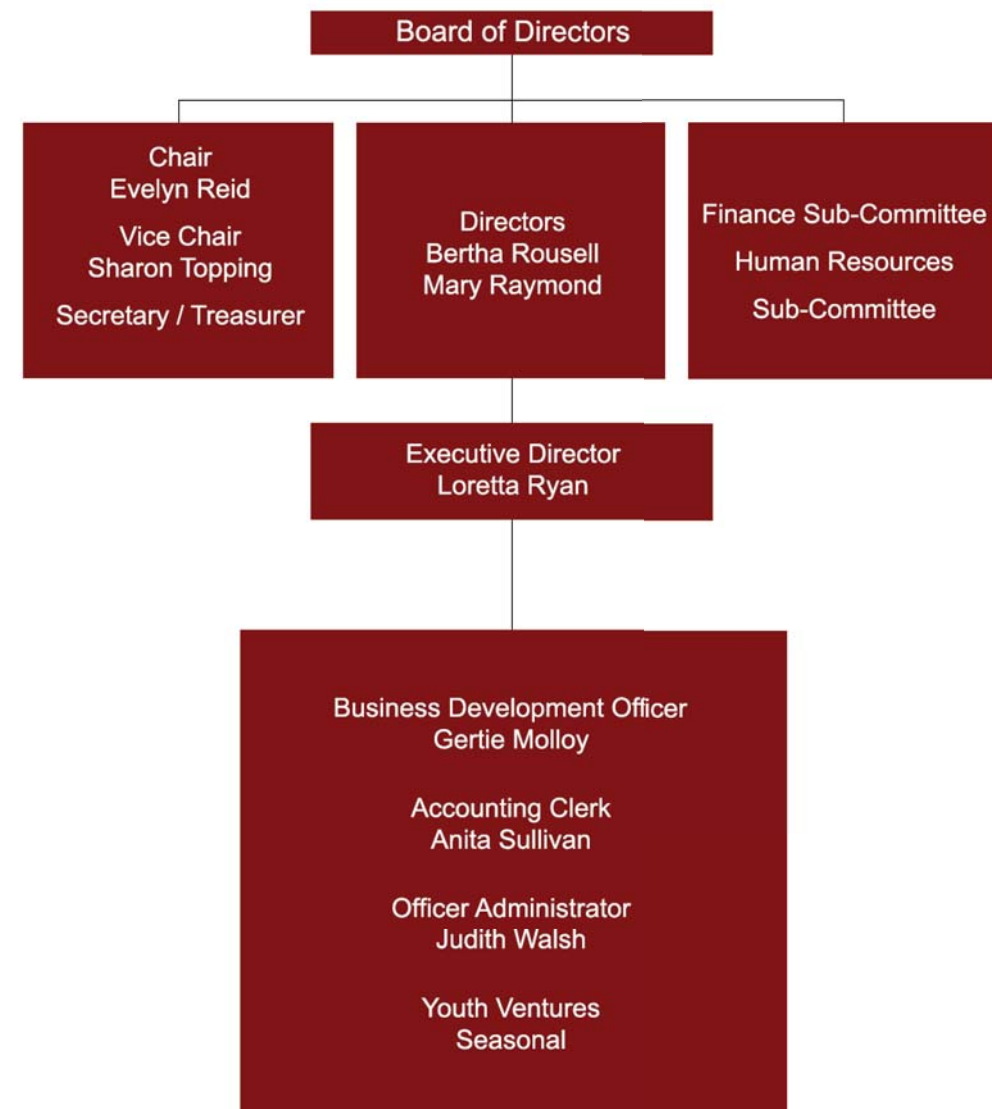 Board of Directors
Chair
Evelyn Reid
Vice Chair
Sharon Topping
Secretary / Treasurer
Directors
Bertha Rousell
Mary Raymond
Finance Sub-Committee
Human Resources
Sub-Committee
Executive Director
Loretta Ryan
Business Development Officer
Gertie Molloy
Accounting Clerk
Anita Sullivan
Officer Administrator
Judith Walsh
Youth Ventures
Seasonal